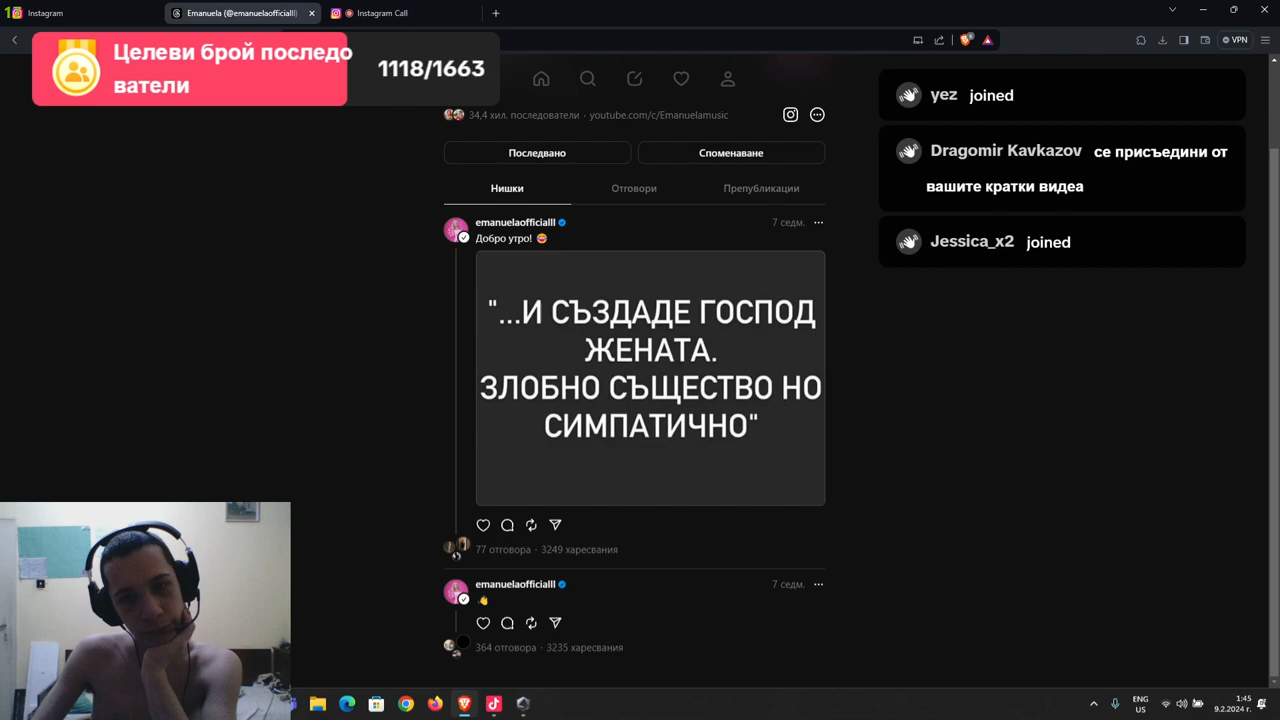 Instagram
Emanuela (@emanuelaofficialll)
Instagram Call
VPN
Целеви брой последо
ватели
1118/1663
34,4 хил. последователи · youtube.com/c/Emanuelamusic
Последвано
Споменаване
Нишки
Отговори
Препубликации
emanuelaofficialll
7 седм.
Добро утро!
"...И СЪЗДАДЕ ГОСПОД
ЖЕНАТА.
ЗЛОБНО СЪЩЕСТВО НО
СИМПАТИЧНО"
77 отговора · 3249 харесвания
emanuelaofficialll
7 седм.
364 отговора · 3235 харесвания
yez joined
Dragomir Kavkazov се присъедини от
вашите кратки видеа
Jessica_x2 joined
ENG
US
1:45
9.2.2024 г.